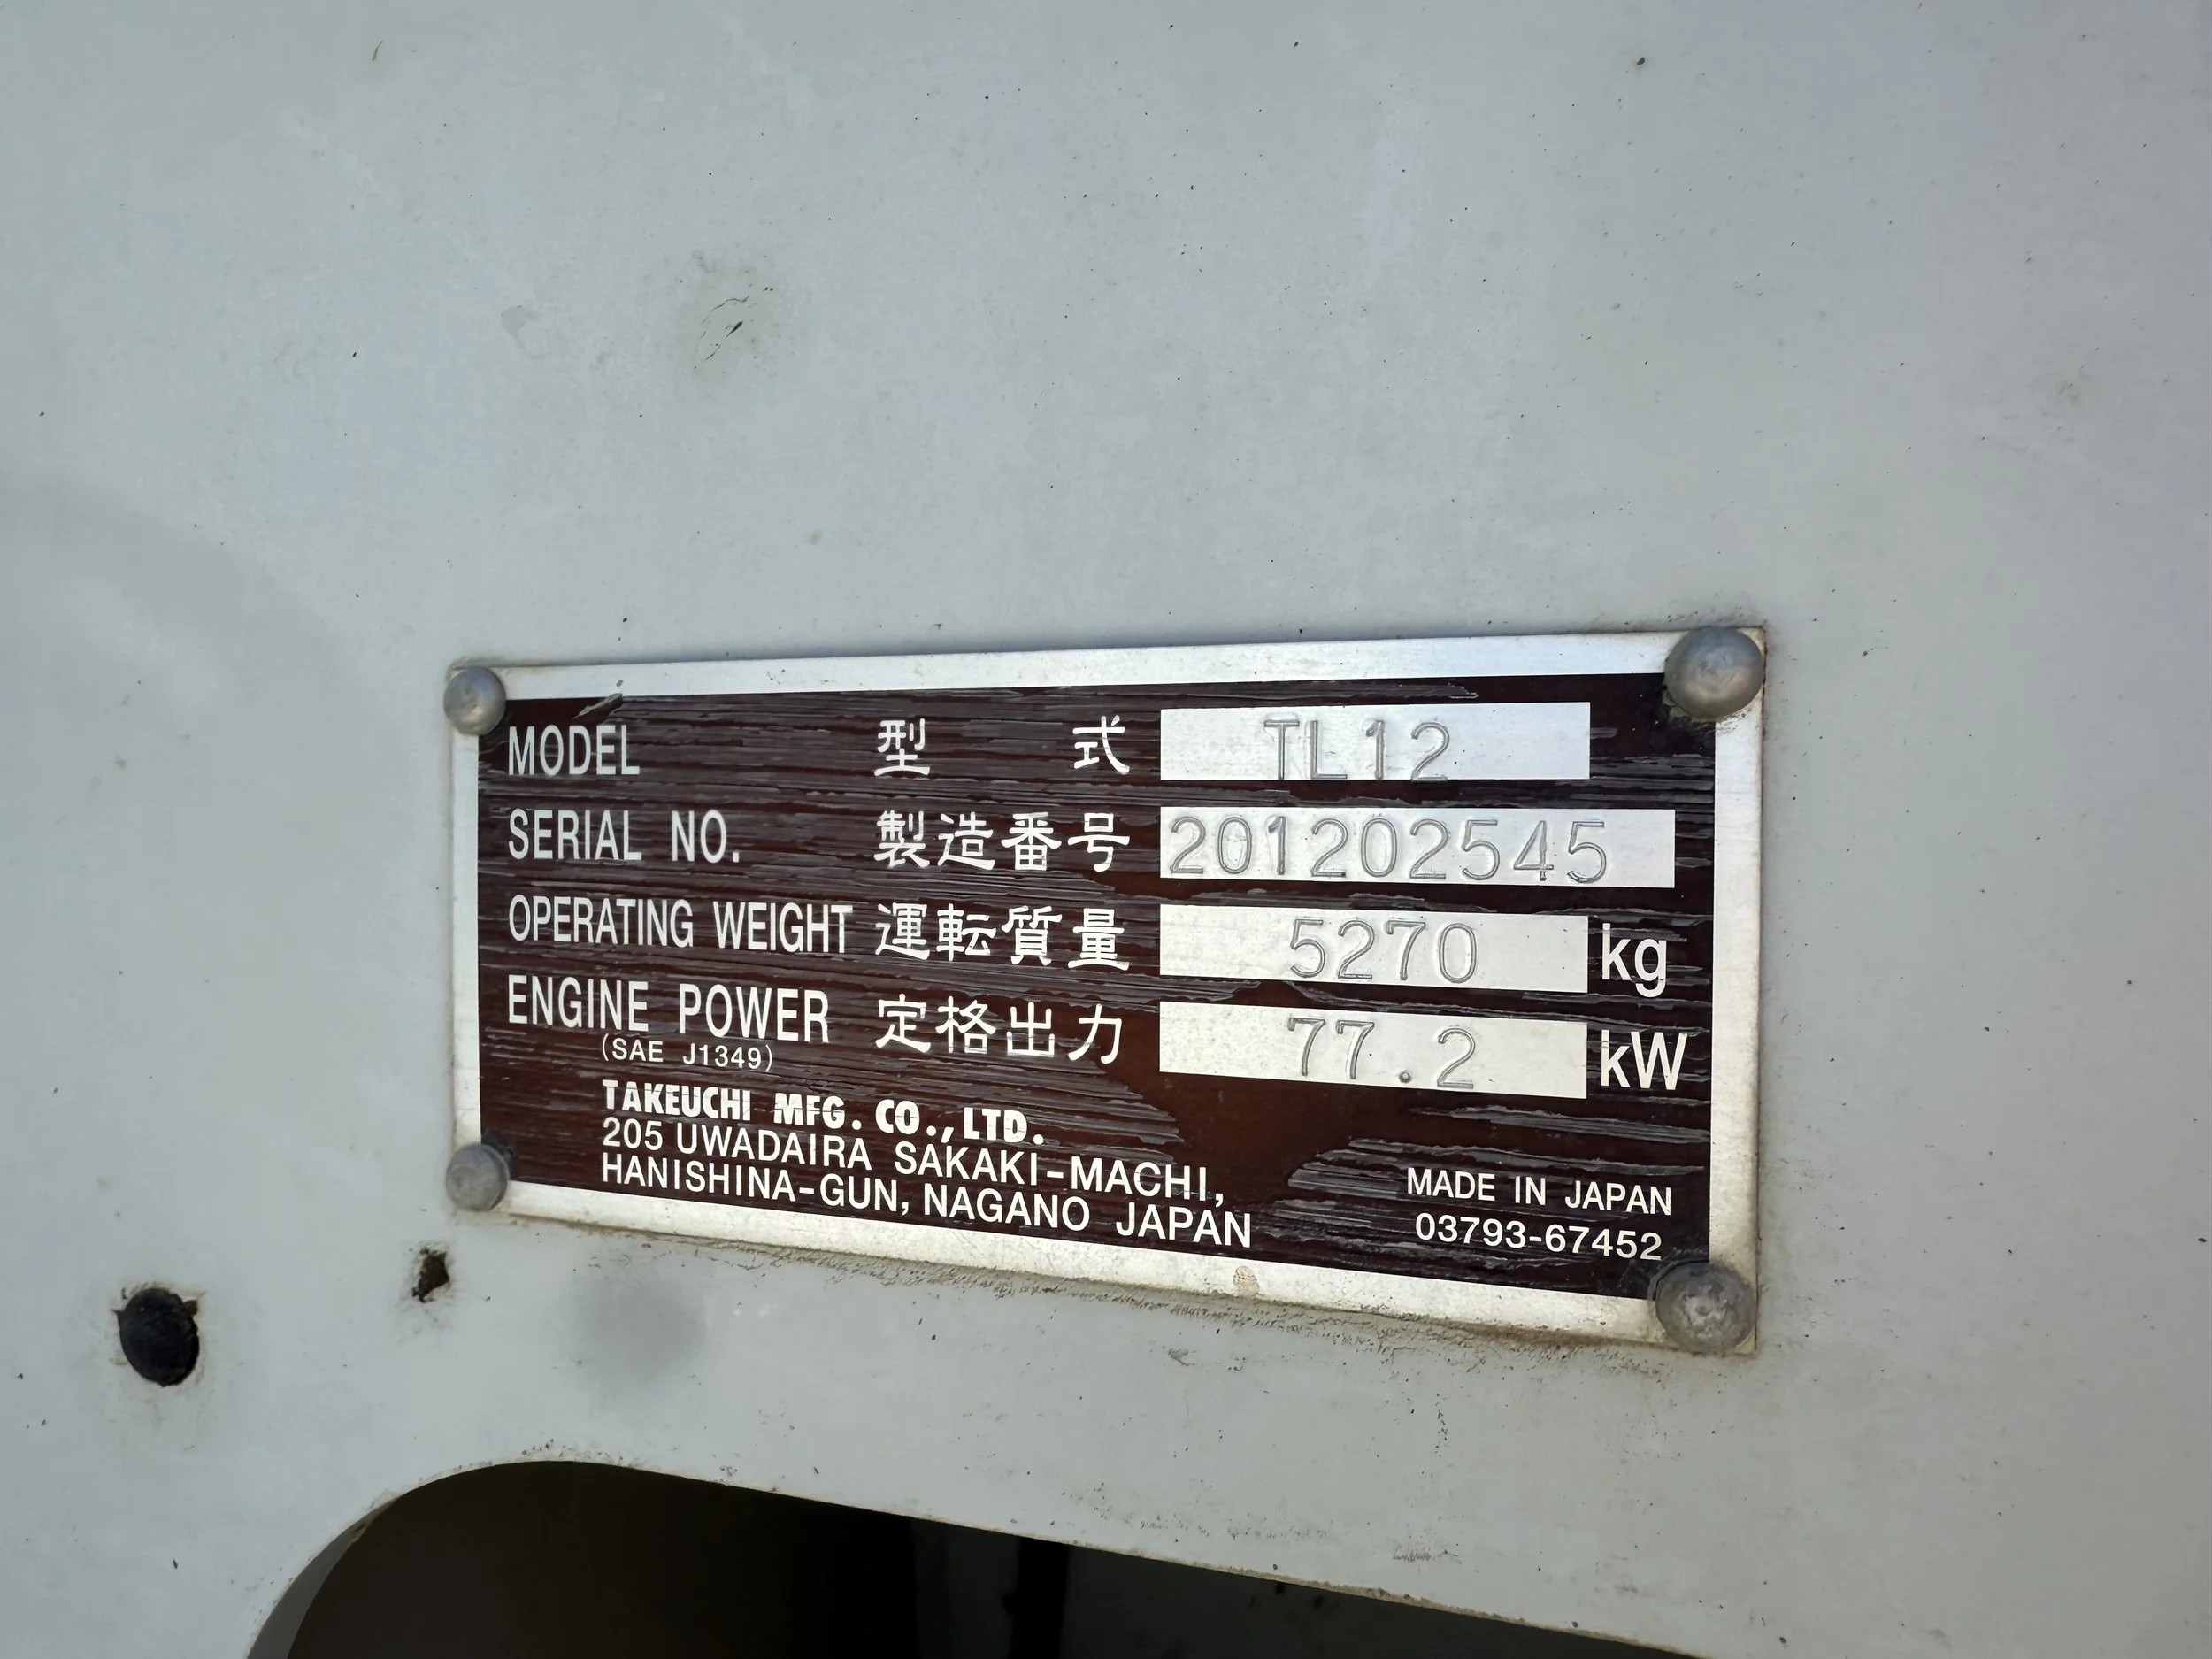 MODEL 型 式 TL12
SERIAL NO. 製造番号 201202545
OPERATING WEIGHT 運転質量 5270 kg
ENGINE POWER 定格出力 77.2 kW
(SAE J1349)
TAKEUCHI MFG. CO., LTD.
205 UWADAIRA SAKAKI-MACHI,
HANISHINA-GUN, NAGANO JAPAN
MADE IN JAPAN
03793-67452